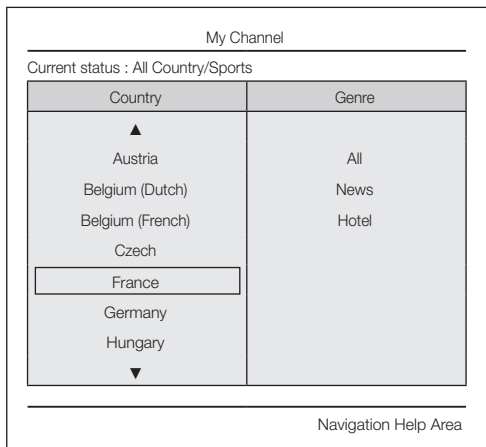 My Channel
Current status : All Country/Sports
Country Genre
▲
Austria All
Belgium (Dutch) News
Belgium (French) Hotel
Czech
France
Germany
Hungary
▼
Navigation Help Area